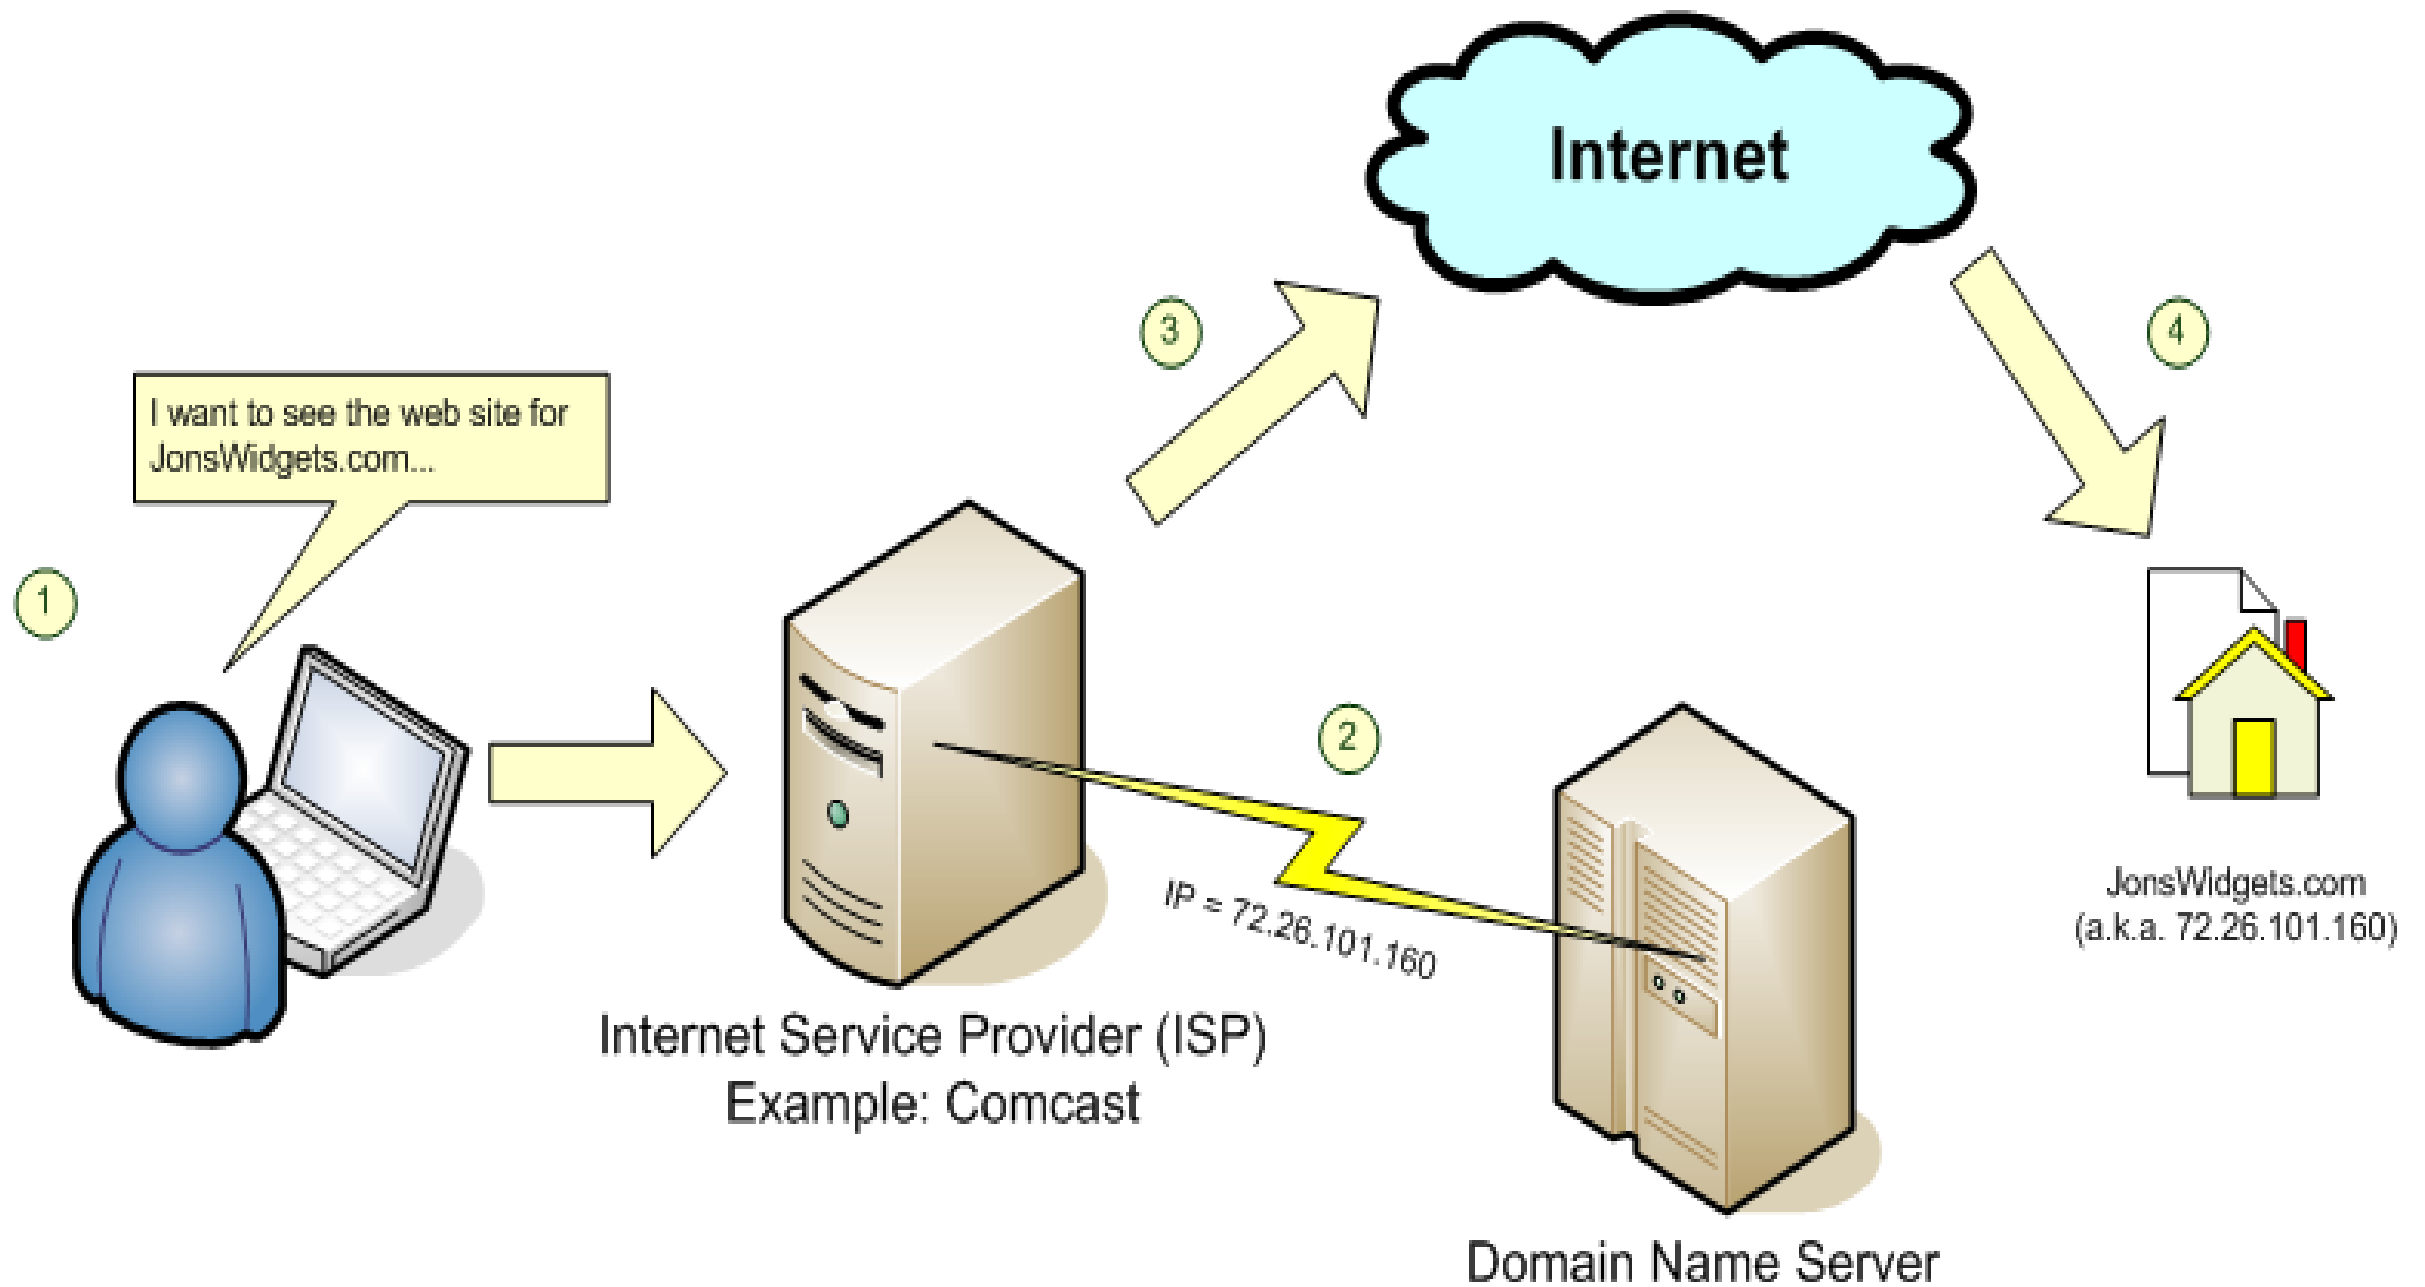 Internet
3
4
I want to see the web site for
JonsWidgets.com...
1
2
IP = 72.26.101.160
JonsWidgets.com
(a.k.a. 72.26.101.160)
Internet Service Provider (ISP)
Example: Comcast
Domain Name Server